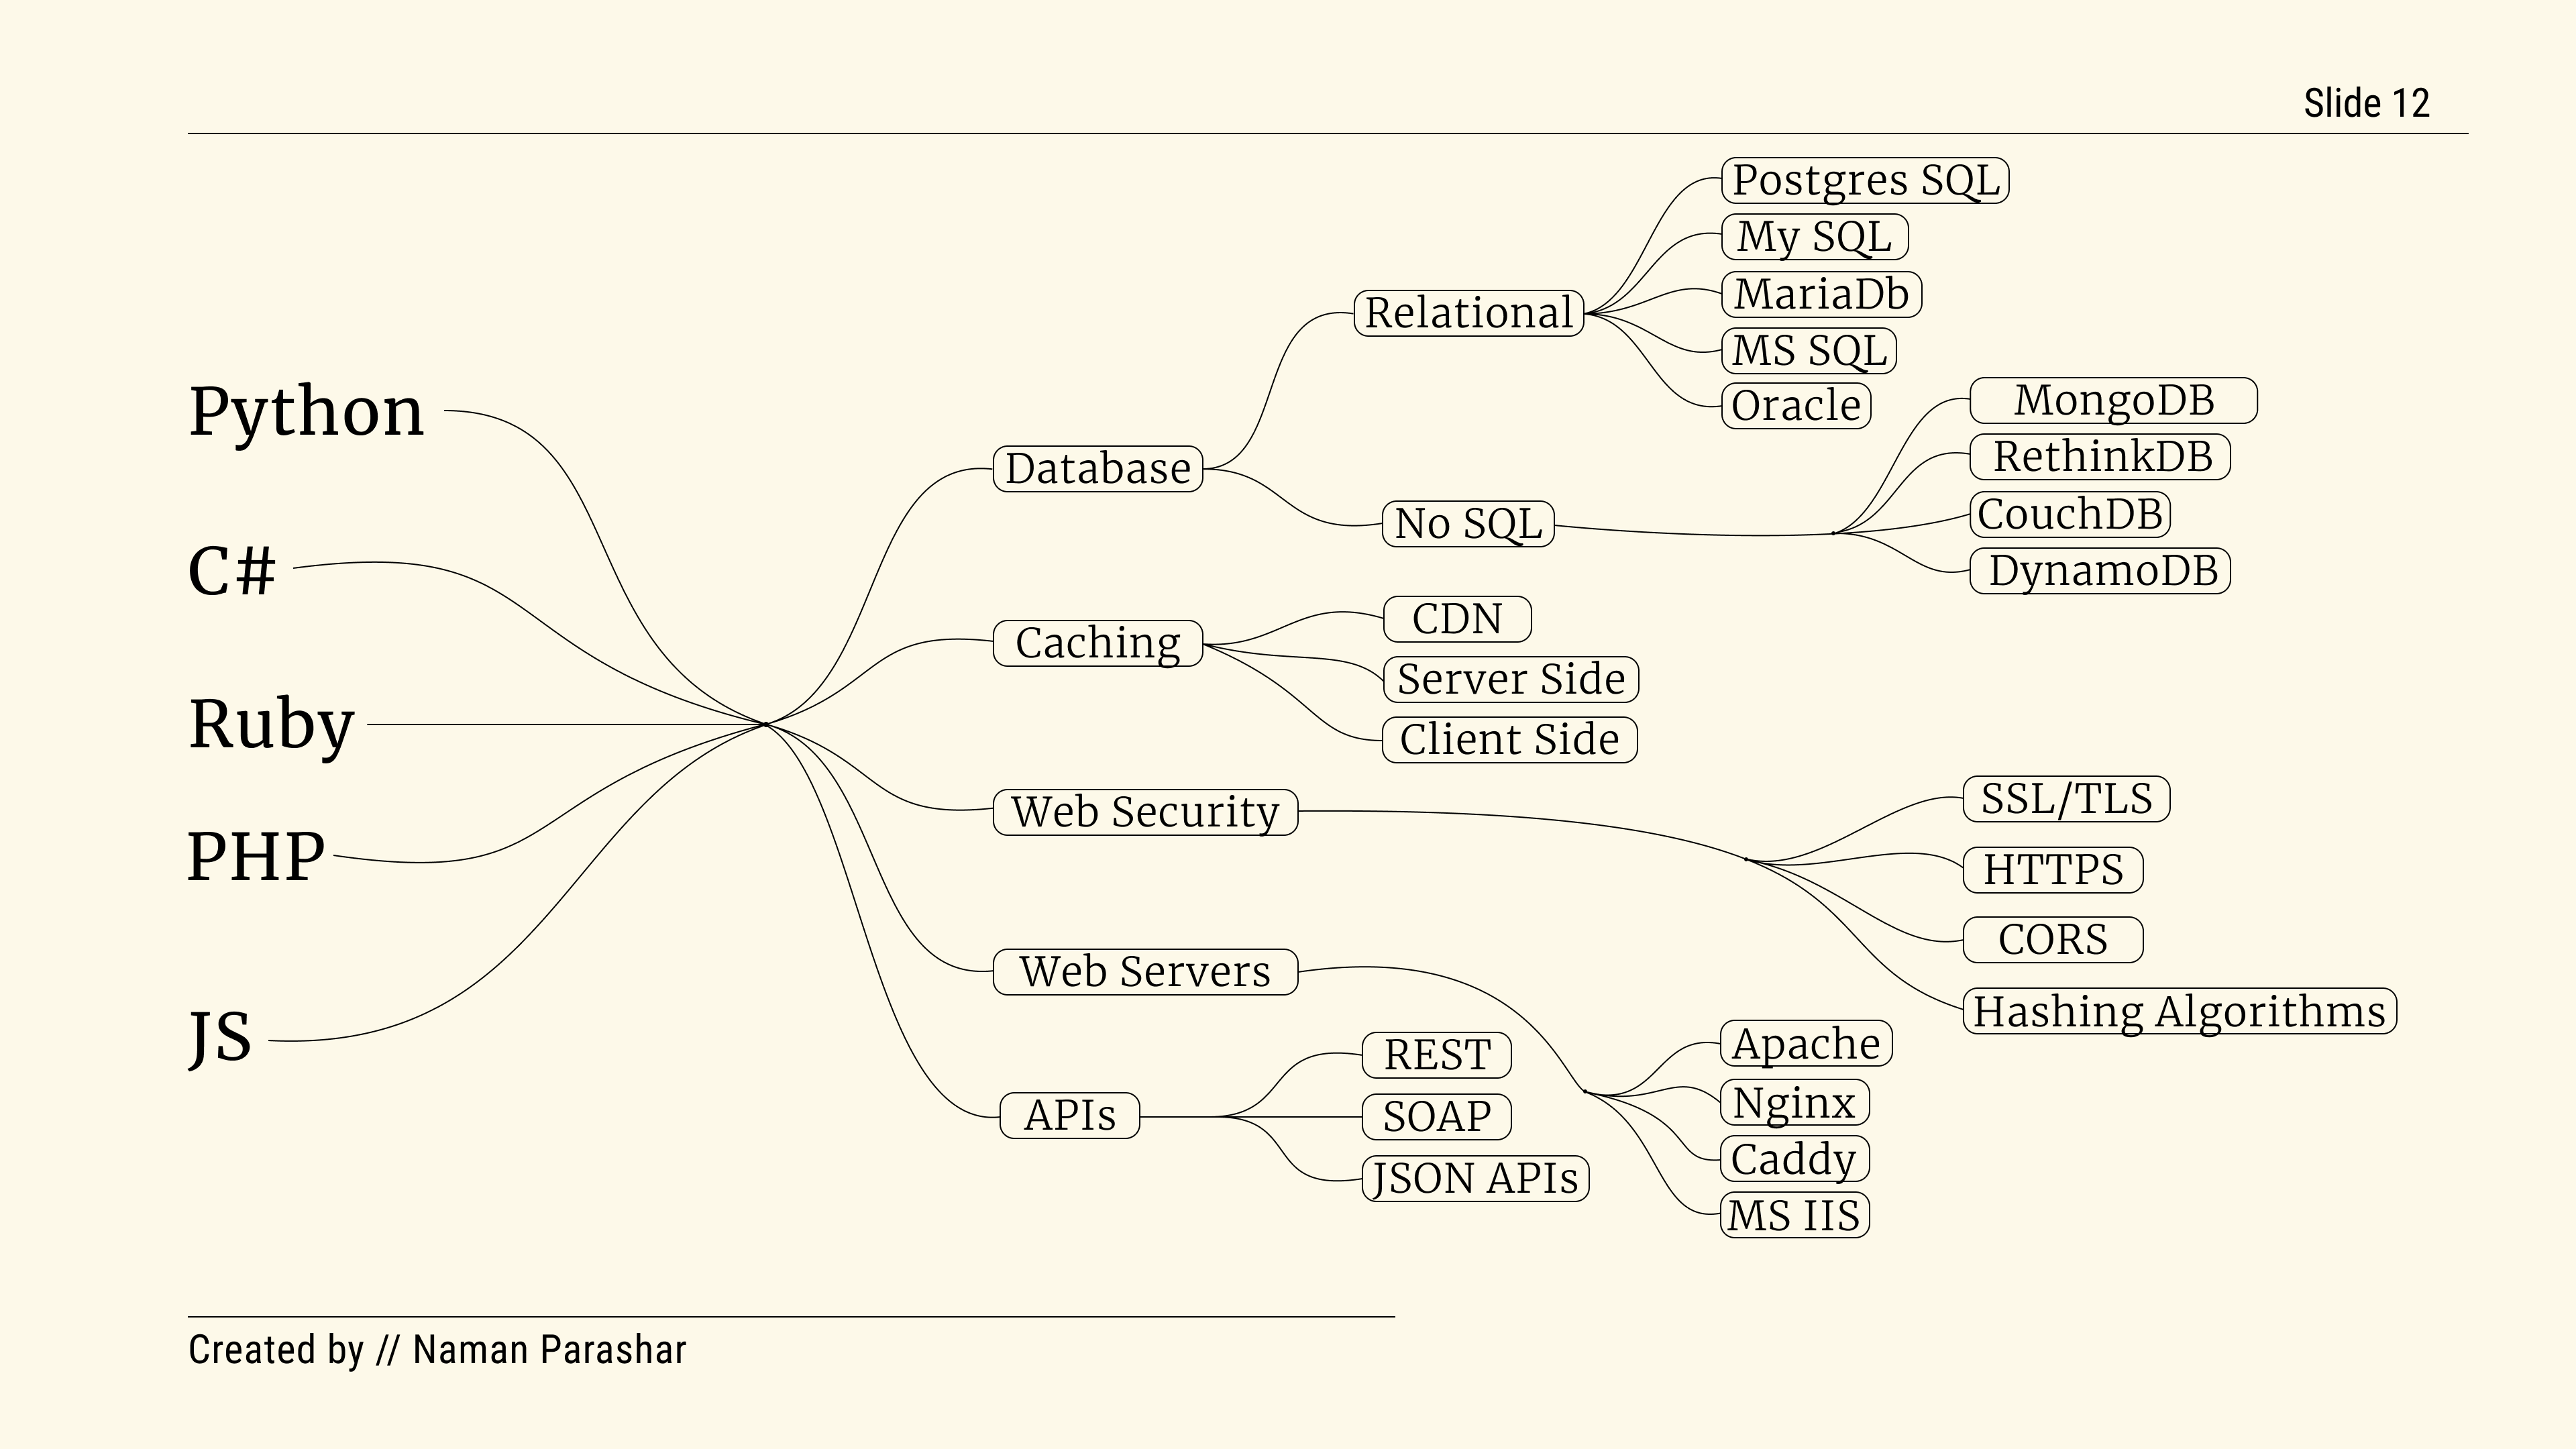 Slide 12
Python
C#
Ruby
PHP
JS
Database
Relational
Postgres SQL
My SQL
MariaDb
MS SQL
Oracle
No SQL
MongoDB
RethinkDB
CouchDB
DynamoDB
Caching
CDN
Server Side
Client Side
Web Security
SSL/TLS
HTTPS
CORS
Hashing Algorithms
Web Servers
Apache
Nginx
Caddy
MS IIS
APIs
REST
SOAP
JSON APIs
Created by // Naman Parashar